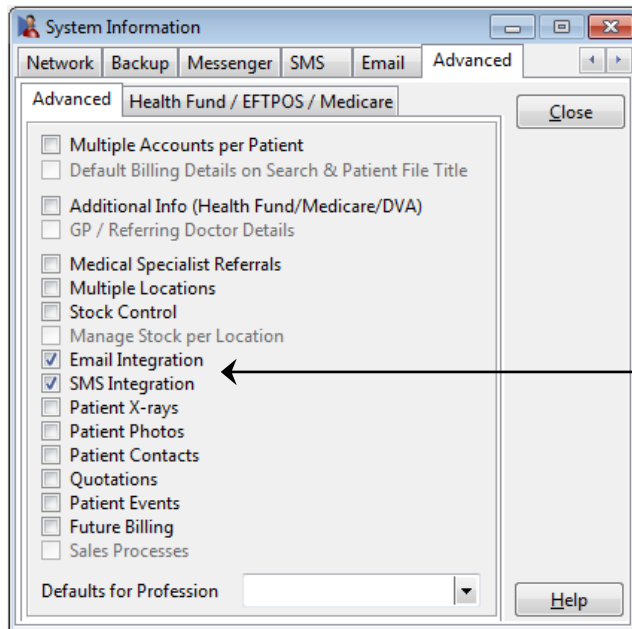 System Information
Network Backup Messenger SMS Email Advanced
Advanced Health Fund / EFTPOS / Medicare
Close
Multiple Accounts per Patient
Default Billing Details on Search & Patient File Title
Additional Info (Health Fund/Medicare/DVA)
GP / Referring Doctor Details
Medical Specialist Referrals
Multiple Locations
Stock Control
Manage Stock per Location
Email Integration
SMS Integration
Patient X-rays
Patient Photos
Patient Contacts
Quotations
Patient Events
Future Billing
Sales Processes
Defaults for Profession
Help